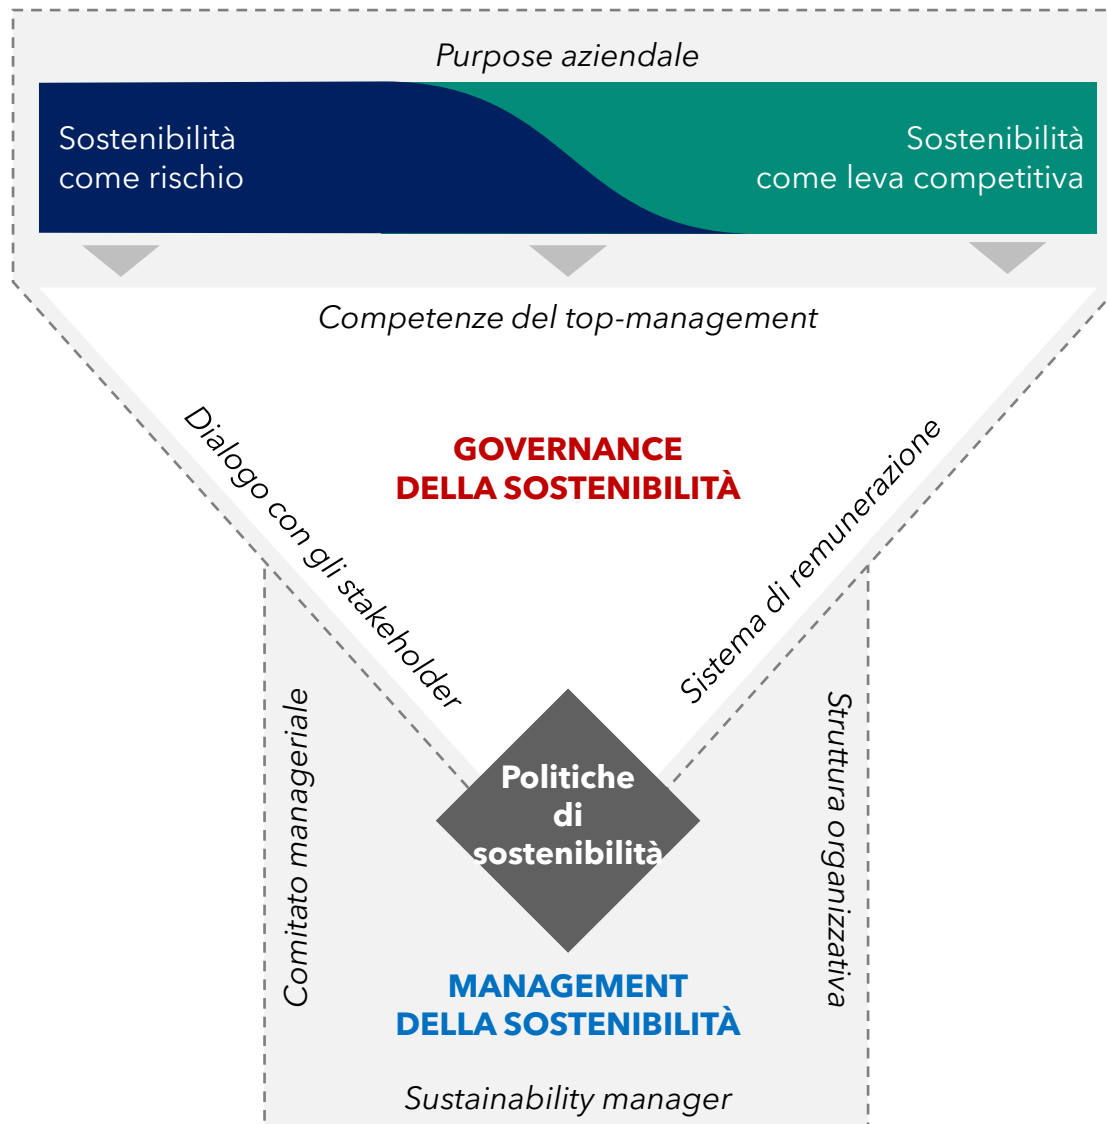 Purpose aziendale
Sostenibilità
come rischio
Sostenibilità
come leva competitiva
Competenze del top-management
Dialogo con gli stakeholder
GOVERNANCE
DELLA SOSTENIBILITÀ
Sistema di remunerazione
Comitato manageriale
Politiche
di
sostenibilità
Struttura organizzativa
MANAGEMENT
DELLA SOSTENIBILITÀ
Sustainability manager